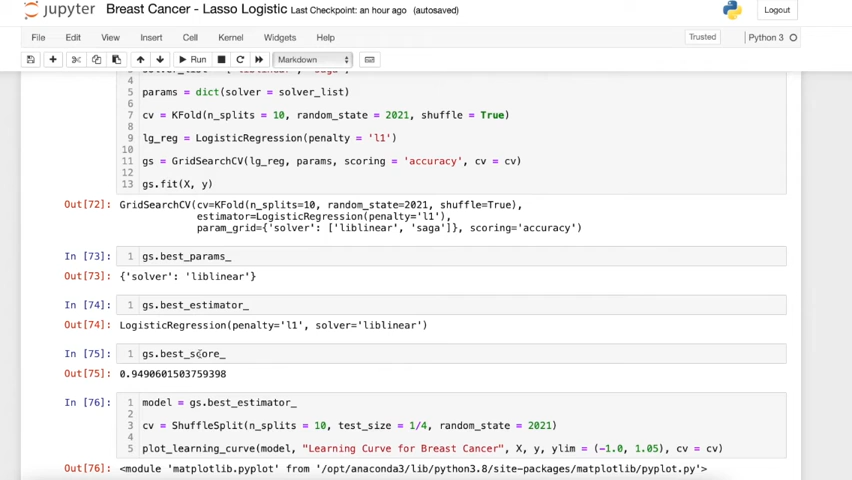 jupyter Breast Cancer - Lasso Logistic Last Checkpoint: an hour ago (autosaved) Logout
File Edit View Insert Cell Kernel Widgets Help Trusted Python 3
Run Markdown
4
5 params = dict(solver = solver_list)
6
7 cv = KFold(n_splits = 10, random_state = 2021, shuffle = True)
8
9 lg_reg = LogisticRegression(penalty = 'l1')
10
11 gs = GridSearchCV(lg_reg, params, scoring = 'accuracy', cv = cv)
12
13 gs.fit(X, y)
Out[72]: GridSearchCV(cv=KFold(n_splits=10, random_state=2021, shuffle=True),
estimator=LogisticRegression(penalty='l1'),
param_grid={'solver': ['liblinear', 'saga']}, scoring='accuracy')
In [73]: 1 gs.best_params_
Out[73]: {'solver': 'liblinear'}
In [74]: 1 gs.best_estimator_
Out[74]: LogisticRegression(penalty='l1', solver='liblinear')
In [75]: 1 gs.best_score_
Out[75]: 0.9490601503759398
In [76]: 1 model = gs.best_estimator_
2
3 cv = ShuffleSplit(n_splits = 10, test_size = 1/4, random_state = 2021)
4
5 plot_learning_curve(model, "Learning Curve for Breast Cancer", X, y, ylim = (-1.0, 1.05), cv = cv)
Out[76]: <module 'matplotlib.pyplot' from '/opt/anaconda3/lib/python3.8/site-packages/matplotlib/pyplot.py'>